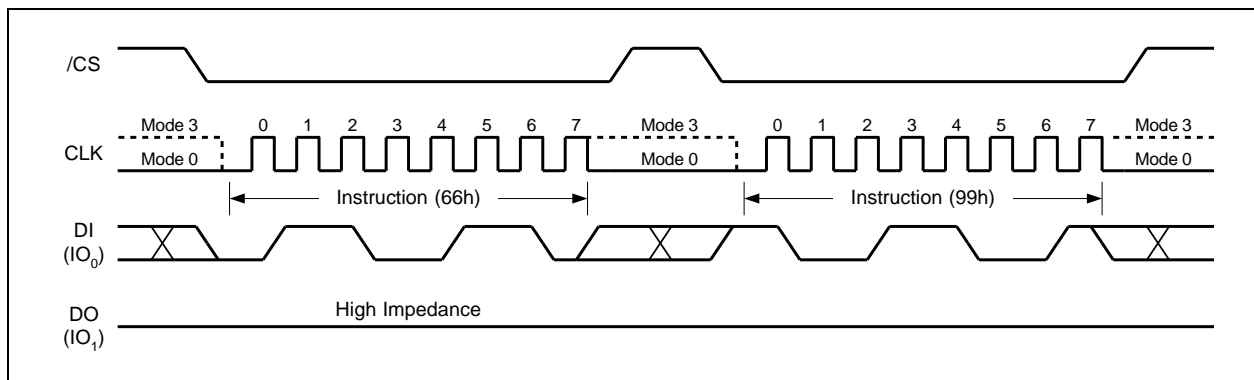 /CS
Mode 3 0 1 2 3 4 5 6 7 Mode 3 0 1 2 3 4 5 6 7 Mode 3
CLK Mode 0 Mode 0 Mode 0
Instruction (66h) Instruction (99h)
DI
(IO0)
High Impedance
DO
(IO1)